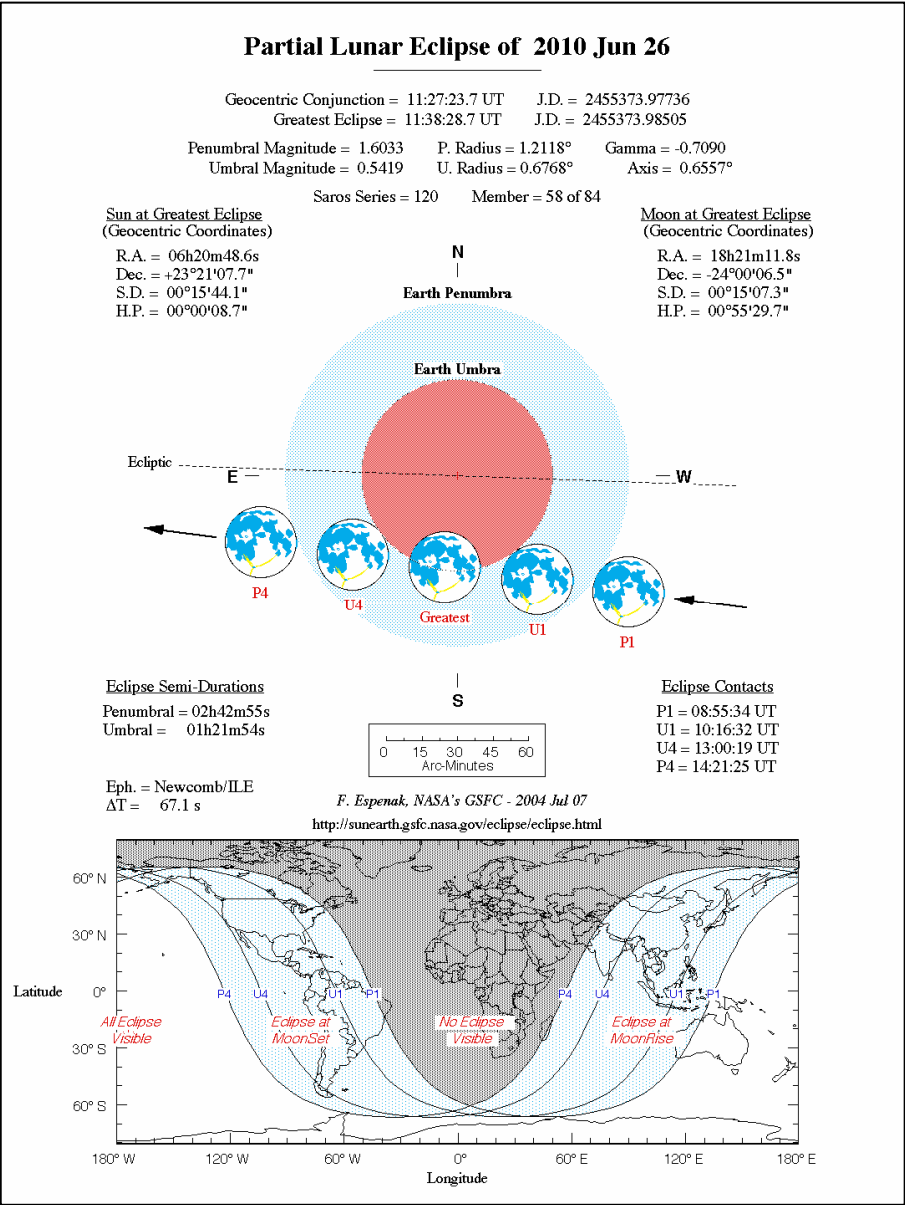 Partial Lunar Eclipse of 2010 Jun 26
Geocentric Conjunction = 11:27:23.7 UT J.D. = 2455373.97736
Greatest Eclipse = 11:38:28.7 UT J.D. = 2455373.98505
Penumbral Magnitude = 1.6033 P. Radius = 1.2118° Gamma = -0.7090
Umbral Magnitude = 0.5419 U. Radius = 0.6768° Axis = 0.6557°
Saros Series = 120 Member = 58 of 84
Sun at Greatest Eclipse
(Geocentric Coordinates)
R.A. = 06h20m48.6s
Dec. = +23°21'07.7"
S.D. = 00°15'44.1"
H.P. = 00°00'08.7"
Moon at Greatest Eclipse
(Geocentric Coordinates)
R.A. = 18h21m11.8s
Dec. = -24°00'06.5"
S.D. = 00°15'07.3"
H.P. = 00°55'29.7"
N
Earth Penumbra
Earth Umbra
Ecliptic
E
W
P4
U4
Greatest
U1
P1
S
Eclipse Semi-Durations
Penumbral = 02h42m55s
Umbral = 01h21m54s
Eph. = Newcomb/ILE
ΔT = 67.1 s
0 15 30 45 60
Arc-Minutes
Eclipse Contacts
P1 = 08:55:34 UT
U1 = 10:16:32 UT
U4 = 13:00:19 UT
P4 = 14:21:25 UT
F. Espenak, NASA's GSFC - 2004 Jul 07
http://sunearth.gsfc.nasa.gov/eclipse/eclipse.html
60° N
30° N
Latitude
0°
30° S
60° S
P4 U4 U1 P1 P4 U4 U1 P1
All Eclipse
Visible
Eclipse at
MoonSet
No Eclipse
Visible
Eclipse at
MoonRise
180° W 120° W 60° W 0° 60° E 120° E 180° E
Longitude